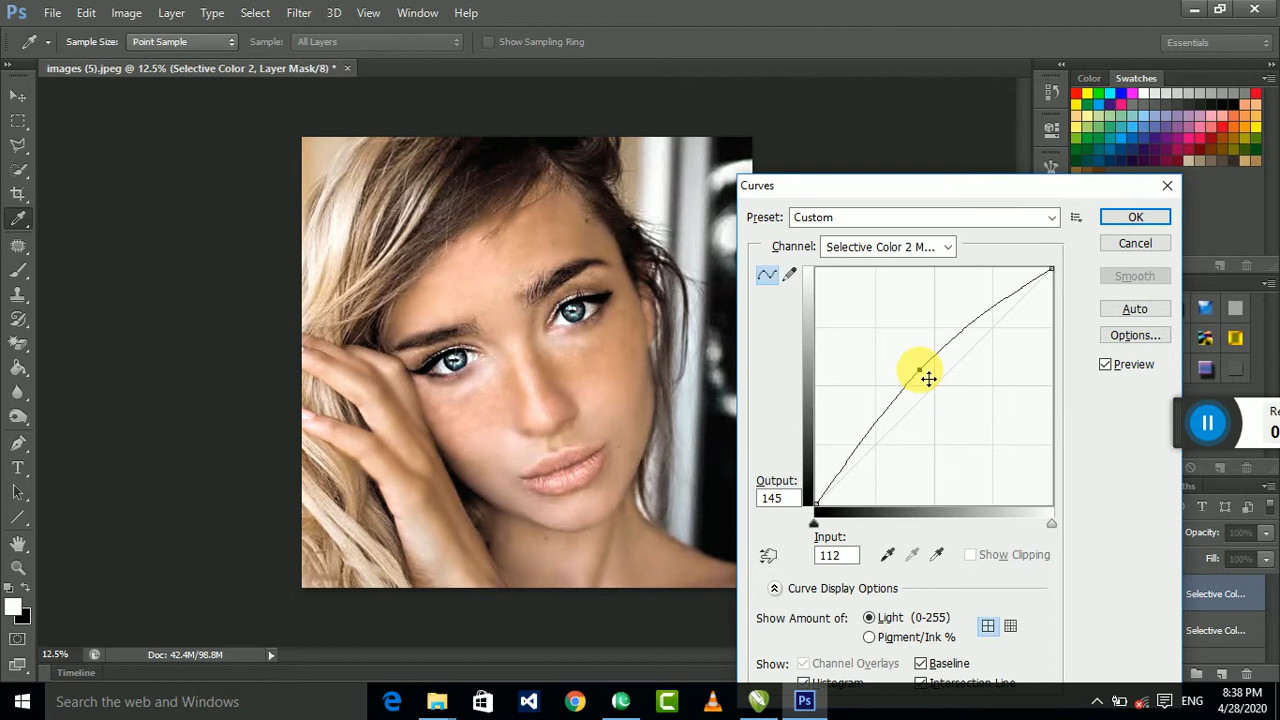 Ps File Edit Image Layer Type Select Filter 3D View Window Help
Sample Size: Point Sample Sample: All Layers Show Sampling Ring Essentials
images (5).jpeg @ 12.5% (Selective Color 2, Layer Mask/8) * ×
Color Swatches
Curves
Preset: Custom OK
Channel: Selective Color 2 M... Cancel
Smooth
Auto
Options...
Preview
Re
0
Output:
145
Input:
112 Show Clipping
Curve Display Options
Show Amount of: Light (0-255)
Pigment/Ink %
Show: Channel Overlays Baseline
Histogram Intersection Line
ths
Opacity: 100%
Fill: 100%
Selective Col...
Selective Col...
12.5% Doc: 42.4M/98.8M
Timeline
Search the web and Windows
Ps
ENG
8:38 PM
4/28/2020